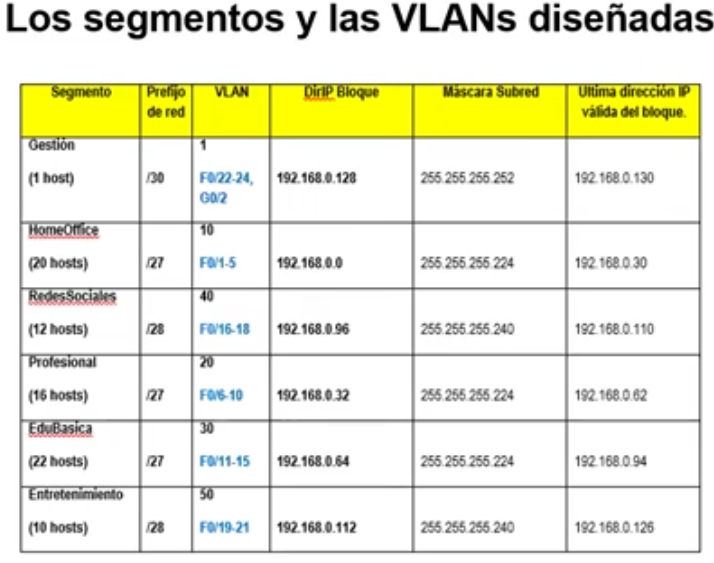 Los segmentos y las VLANs diseñadas
Segmento Prefijo de red VLAN DirIP Bloque Máscara Subred Ultima dirección IP válida del bloque.
Gestión (1 host) /30 1 F0/22-24, G0/2 192.168.0.128 255.255.255.252 192.168.0.130
HomeOffice (20 hosts) /27 10 F0/1-5 192.168.0.0 255.255.255.224 192.168.0.30
RedesSociales (12 hosts) /28 40 F0/16-18 192.168.0.96 255.255.255.240 192.168.0.110
Profesional (16 hosts) /27 20 F0/6-10 192.168.0.32 255.255.255.224 192.168.0.62
EduBasica (22 hosts) /27 30 F0/11-15 192.168.0.64 255.255.255.224 192.168.0.94
Entretenimiento (10 hosts) /28 50 F0/19-21 192.168.0.112 255.255.255.240 192.168.0.126